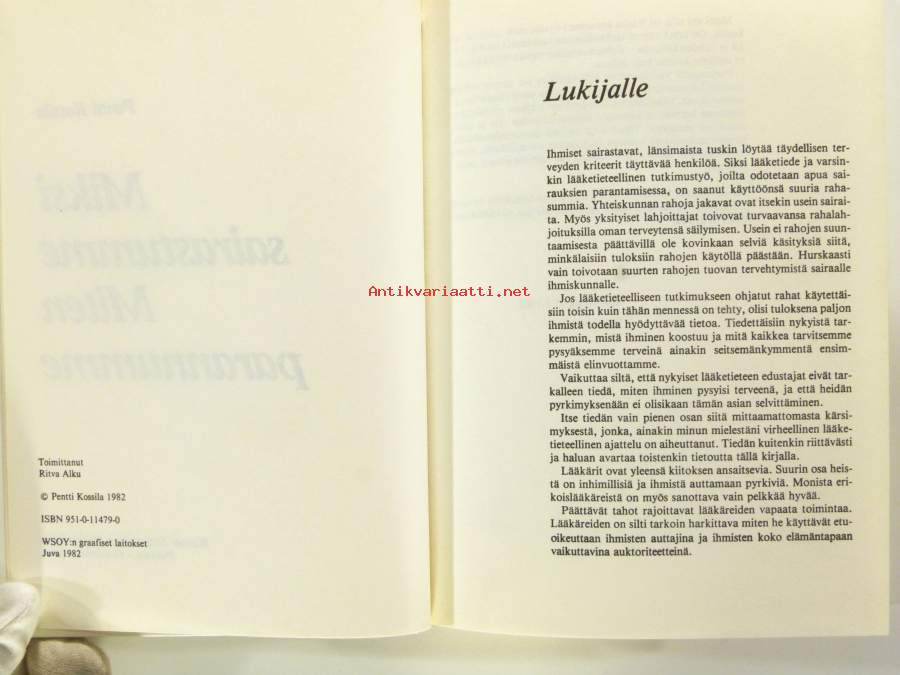 Toimittanut
Ritva Alku
© Pentti Kossila 1982
ISBN 951-0-11479-0
WSOY:n graafiset laitokset
Juva 1982
Antikvariaatti.net
Lukijalle
Ihmiset sairastavat, länsimaista tuskin löytää täydellisen ter-
veyden kriteerit täyttävää henkilöä. Siksi lääketiede ja varsin-
kin lääketieteellinen tutkimustyö, joilta odotetaan apua sai-
rauksien parantamisessa, on saanut käyttöönsä suuria raha-
summia. Yhteiskunnan rahoja jakavat ovat itsekin usein sairai-
ta. Myös yksityiset lahjoittajat toivovat turvaavansa rahalah-
joituksilla oman terveytensä säilymisen. Usein ei rahojen suun-
taamisesta päättävillä ole kovinkaan selviä käsityksiä siitä,
minkälaisiin tuloksiin rahojen käytöllä päästään. Hurskaasti
vain toivotaan suurten rahojen tuovan tervehtymistä sairaalle
ihmiskunnalle.
Jos lääketieteelliseen tutkimukseen ohjatut rahat käytettäi-
siin toisin kuin tähän mennessä on tehty, olisi tuloksena paljon
ihmistä todella hyödyttävää tietoa. Tiedettäisiin nykyistä tar-
kemmin, mistä ihminen koostuu ja mitä kaikkea tarvitsemme
pysyäksemme terveinä ainakin seitsemänkymmentä ensim-
mäistä elinvuottamme.
Vaikuttaa siltä, että nykyiset lääketieteen edustajat eivät tar-
kalleen tiedä, miten ihminen pysyisi terveenä, ja että heidän
pyrkimyksenään ei olisikaan tämän asian selvittäminen.
Itse tiedän vain pienen osan siitä mittaamattomasta kärsi-
myksestä, jonka, ainakin minun mielestäni virheellinen lääke-
tieteellinen ajattelu on aiheuttanut. Tiedän kuitenkin riittävästi
ja haluan avartaa toistenkin tietoutta tällä kirjalla.
Lääkärit ovat yleensä kiitoksen ansaitsevia. Suurin osa heis-
tä on inhimillisiä ja ihmistä auttamaan pyrkiviä. Monista eri-
koislääkäreistä on myös sanottava vain pelkkää hyvää.
Päättävät tahot rajoittavat lääkäreiden vapaata toimintaa.
Lääkäreiden on silti tarkoin harkittava miten he käyttävät etu-
oikeuttaan ihmisten auttajina ja ihmisten koko elämäntapaan
vaikuttavina auktoriteetteinä.